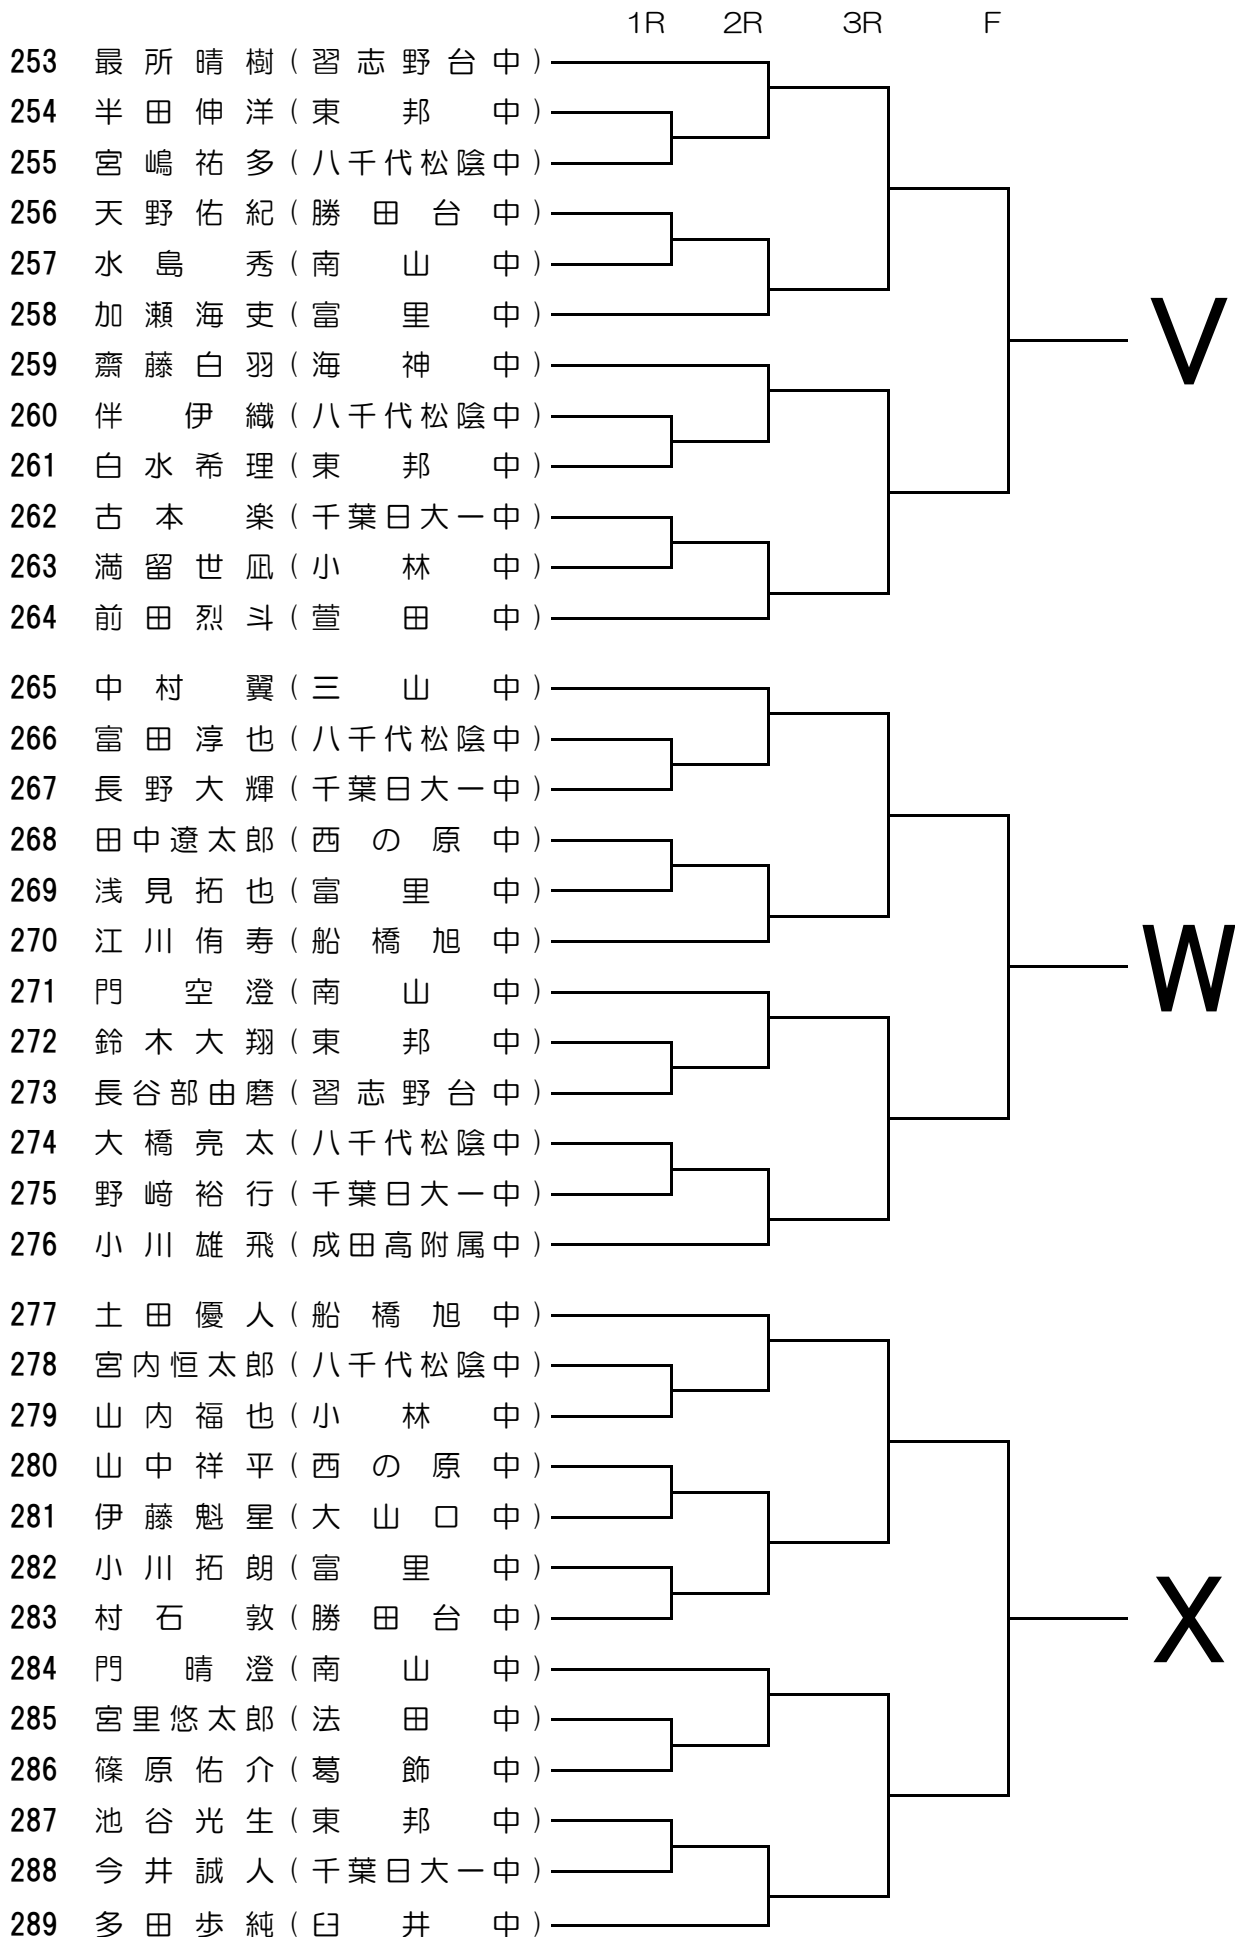 1R 2R 3R F
253 最所晴樹（習志野台中）
254 半田伸洋（東邦中）
255 宮嶋祐多（八千代松陰中）
256 天野佑紀（勝田台中）
257 水島秀（南山中）
258 加瀬海吏（富里中）
V
259 齋藤白羽（海神中）
260 伴伊織（八千代松陰中）
261 白水希理（東邦中）
262 古本楽（千葉日大一中）
263 満留世凪（小林中）
264 前田烈斗（萱田中）
265 中村翼（三山中）
266 富田淳也（八千代松陰中）
267 長野大輝（千葉日大一中）
268 田中遼太郎（西の原中）
269 浅見拓也（富里中）
270 江川侑寿（船橋旭中）
W
271 門空澄（南山中）
272 鈴木大翔（東邦中）
273 長谷部由磨（習志野台中）
274 大橋亮太（八千代松陰中）
275 野﨑裕行（千葉日大一中）
276 小川雄飛（成田高附属中）
277 土田優人（船橋旭中）
278 宮内恒太郎（八千代松陰中）
279 山内福也（小林中）
280 山中祥平（西の原中）
281 伊藤魁星（大山口中）
282 小川拓朗（富里中）
283 村石敦（勝田台中）
X
284 門晴澄（南山中）
285 宮里悠太郎（法田中）
286 篠原佑介（葛飾中）
287 池谷光生（東邦中）
288 今井誠人（千葉日大一中）
289 多田歩純（臼井中）